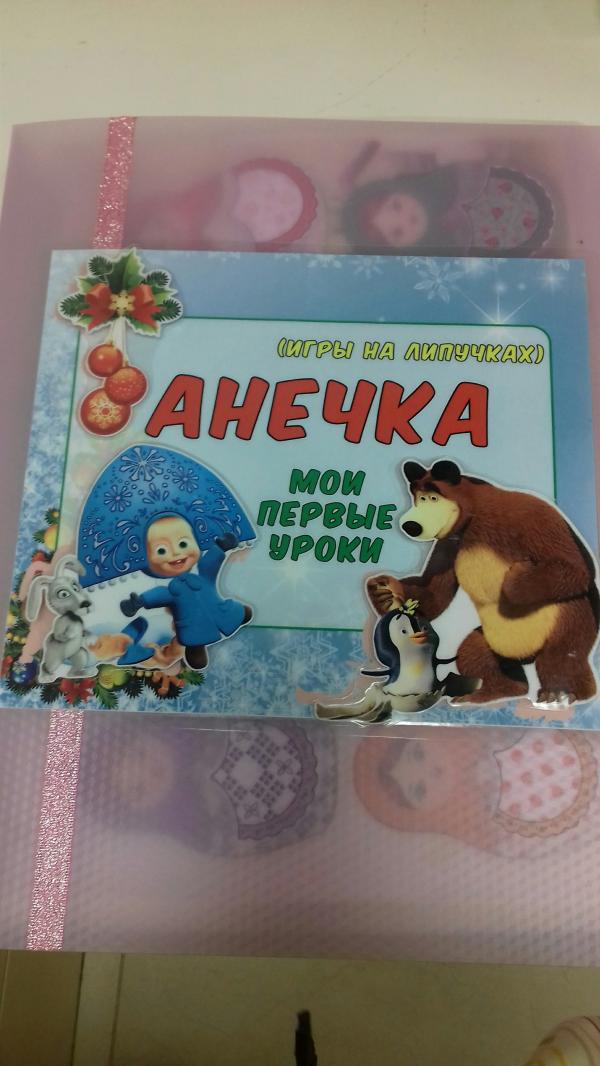 (ИГРЫ НА ЛИПУЧКАХ)
АНЕЧКА
МОИ
ПЕРВЫЕ
УРОКИ